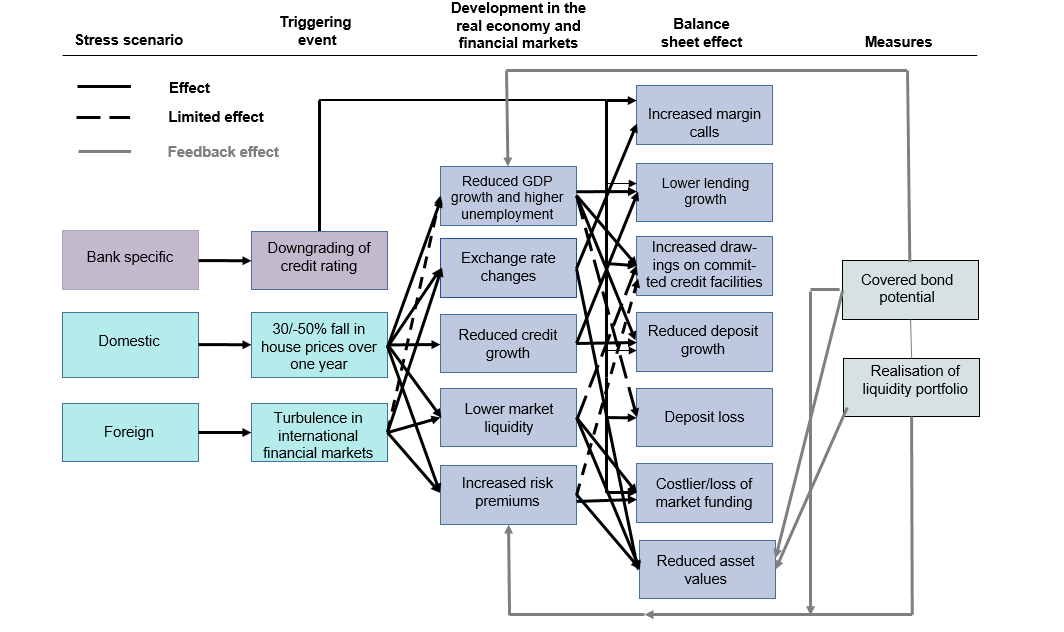 Stress scenario
Triggering
event
Development in the
real economy and
financial markets
Balance
sheet effect
Measures
Effect
Limited effect
Feedback effect
Bank specific
Domestic
Foreign
Downgrading of
credit rating
30/-50% fall in
house prices over
one year
Turbulence in
international
financial markets
Reduced GDP
growth and higher
unemployment
Exchange rate
changes
Reduced credit
growth
Lower market
liquidity
Increased risk
premiums
Increased margin
calls
Lower lending
growth
Increased draw-
ings on commit-
ted credit facilities
Reduced deposit
growth
Deposit loss
Costlier/loss of
market funding
Reduced asset
values
Covered bond
potential
Realisation of
liquidity portfolio